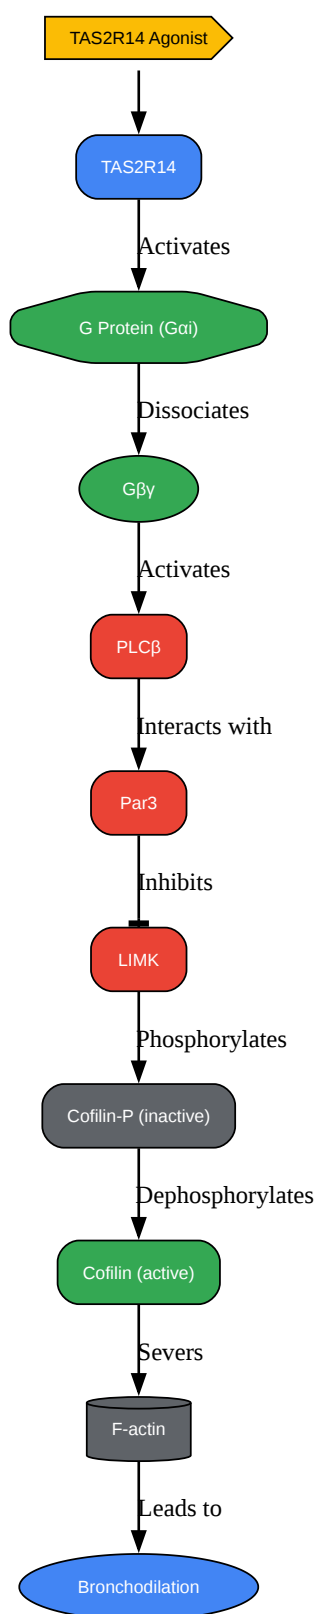 TAS2R14 Agonist
TAS2R14
Activates
G Protein (Gαi)
Dissociates
Gβγ
Activates
PLCβ
Interacts with
Par3
Inhibits
LIMK
Phosphorylates
Cofilin-P (inactive)
Dephosphorylates
Cofilin (active)
Severs
F-actin
Leads to
Bronchodilation